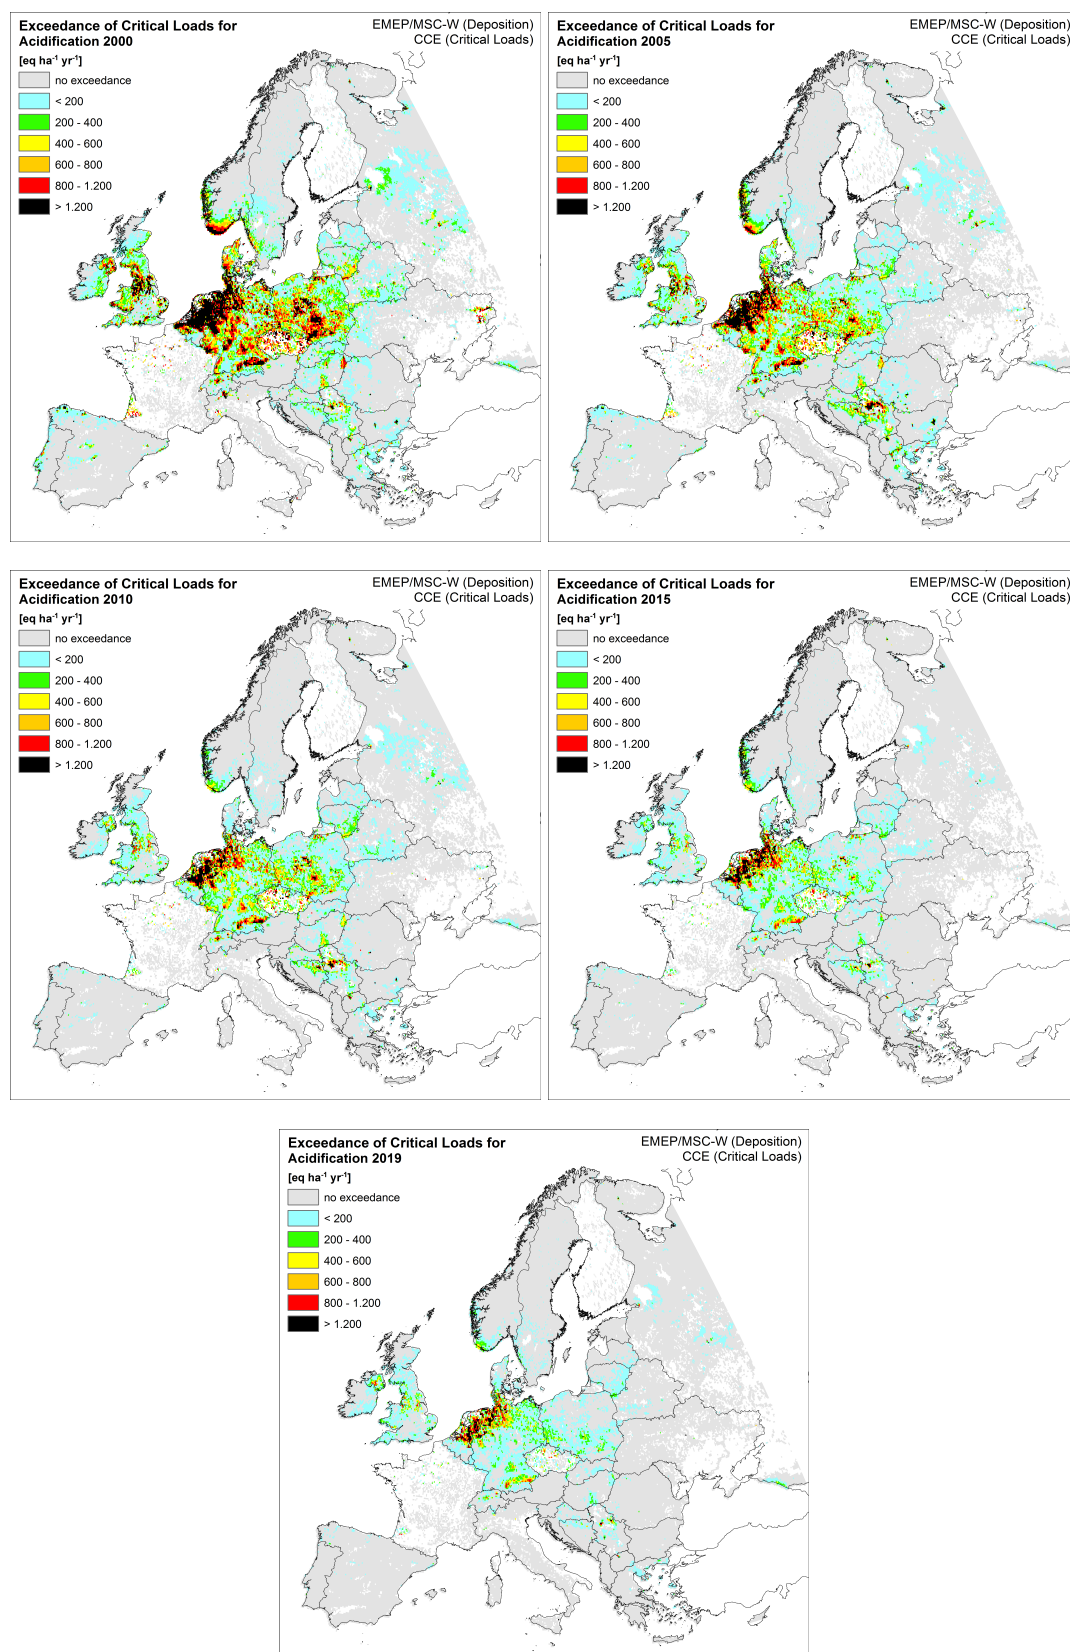 Exceedance of Critical Loads for
Acidification 2000
EMEP/MSC-W (Deposition)
CCE (Critical Loads)
[eq ha⁻¹ yr⁻¹]
no exceedance
< 200
200 - 400
400 - 600
600 - 800
800 - 1.200
> 1.200
Exceedance of Critical Loads for
Acidification 2005
EMEP/MSC-W (Deposition)
CCE (Critical Loads)
[eq ha⁻¹ yr⁻¹]
no exceedance
< 200
200 - 400
400 - 600
600 - 800
800 - 1.200
> 1.200
Exceedance of Critical Loads for
Acidification 2010
EMEP/MSC-W (Deposition)
CCE (Critical Loads)
[eq ha⁻¹ yr⁻¹]
no exceedance
< 200
200 - 400
400 - 600
600 - 800
800 - 1.200
> 1.200
Exceedance of Critical Loads for
Acidification 2015
EMEP/MSC-W (Deposition)
CCE (Critical Loads)
[eq ha⁻¹ yr⁻¹]
no exceedance
< 200
200 - 400
400 - 600
600 - 800
800 - 1.200
> 1.200
Exceedance of Critical Loads for
Acidification 2019
EMEP/MSC-W (Deposition)
CCE (Critical Loads)
[eq ha⁻¹ yr⁻¹]
no exceedance
< 200
200 - 400
400 - 600
600 - 800
800 - 1.200
> 1.200